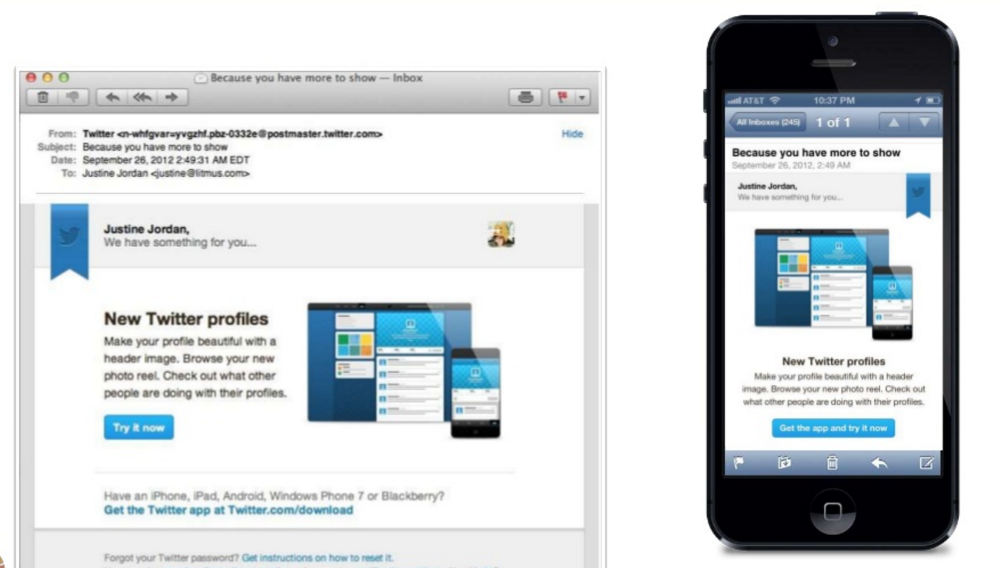 Because you have more to show — Inbox
From: Twitter <n-whfgvar=yvgzhf.pbz-0332e@postmaster.twitter.com>
Hide
Subject: Because you have more to show
Date: September 26, 2012 2:49:31 AM EDT
To: Justine Jordan <justine@litmus.com>
Justine Jordan,
We have something for you...
New Twitter profiles
Make your profile beautiful with a
header image. Browse your new
photo reel. Check out what other
people are doing with their profiles.
Try it now
Have an iPhone, iPad, Android, Windows Phone 7 or Blackberry?
Get the Twitter app at Twitter.com/download
Forgot your Twitter password? Get instructions on how to reset it.
AT&T 10:37 PM
All Inboxes (245) 1 of 1
Because you have more to show
September 26, 2012, 2:49 AM
Justine Jordan,
We have something for you...
New Twitter profiles
Make your profile beautiful with a header
image. Browse your new photo reel. Check out
what other people are doing with their profiles.
Get the app and try it now